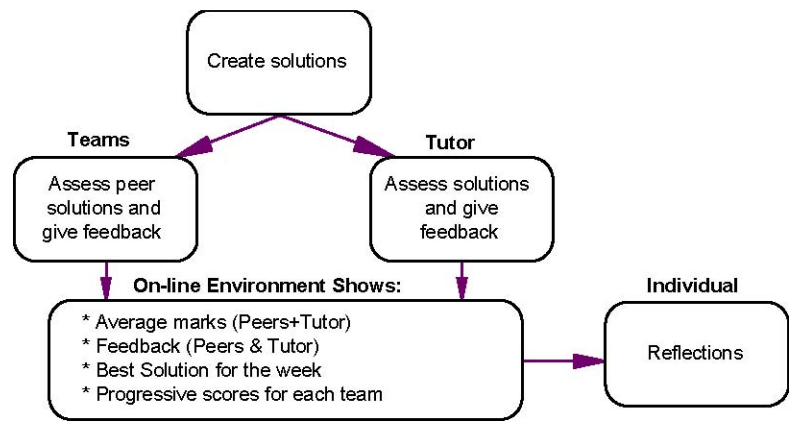 Create solutions
Teams
Tutor
Assess peer
solutions and
give feedback
Assess solutions
and give
feedback
On-line Environment Shows:
* Average marks (Peers+Tutor)
* Feedback (Peers & Tutor)
* Best Solution for the week
* Progressive scores for each team
Individual
Reflections